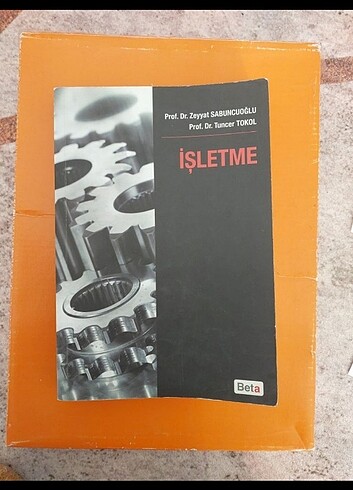 Prof. Dr. Zeyyat SABUNCUOĞLU
Prof. Dr. Tuncer TOKOL
İŞLETME
Beta